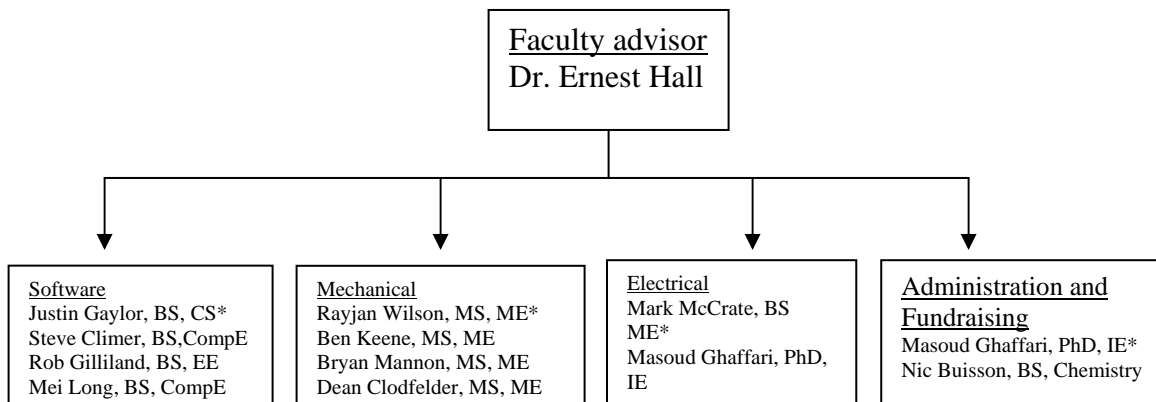 Faculty advisor
Dr. Ernest Hall
Software
Justin Gaylor, BS, CS*
Steve Climer, BS,CompE
Rob Gilliland, BS, EE
Mei Long, BS, CompE
Mechanical
Rayjan Wilson, MS, ME*
Ben Keene, MS, ME
Bryan Mannon, MS, ME
Dean Clodfelder, MS, ME
Electrical
Mark McCrate, BS
ME*
Masoud Ghaffari, PhD,
IE
Administration and
Fundraising
Masoud Ghaffari, PhD, IE*
Nic Buisson, BS, Chemistry